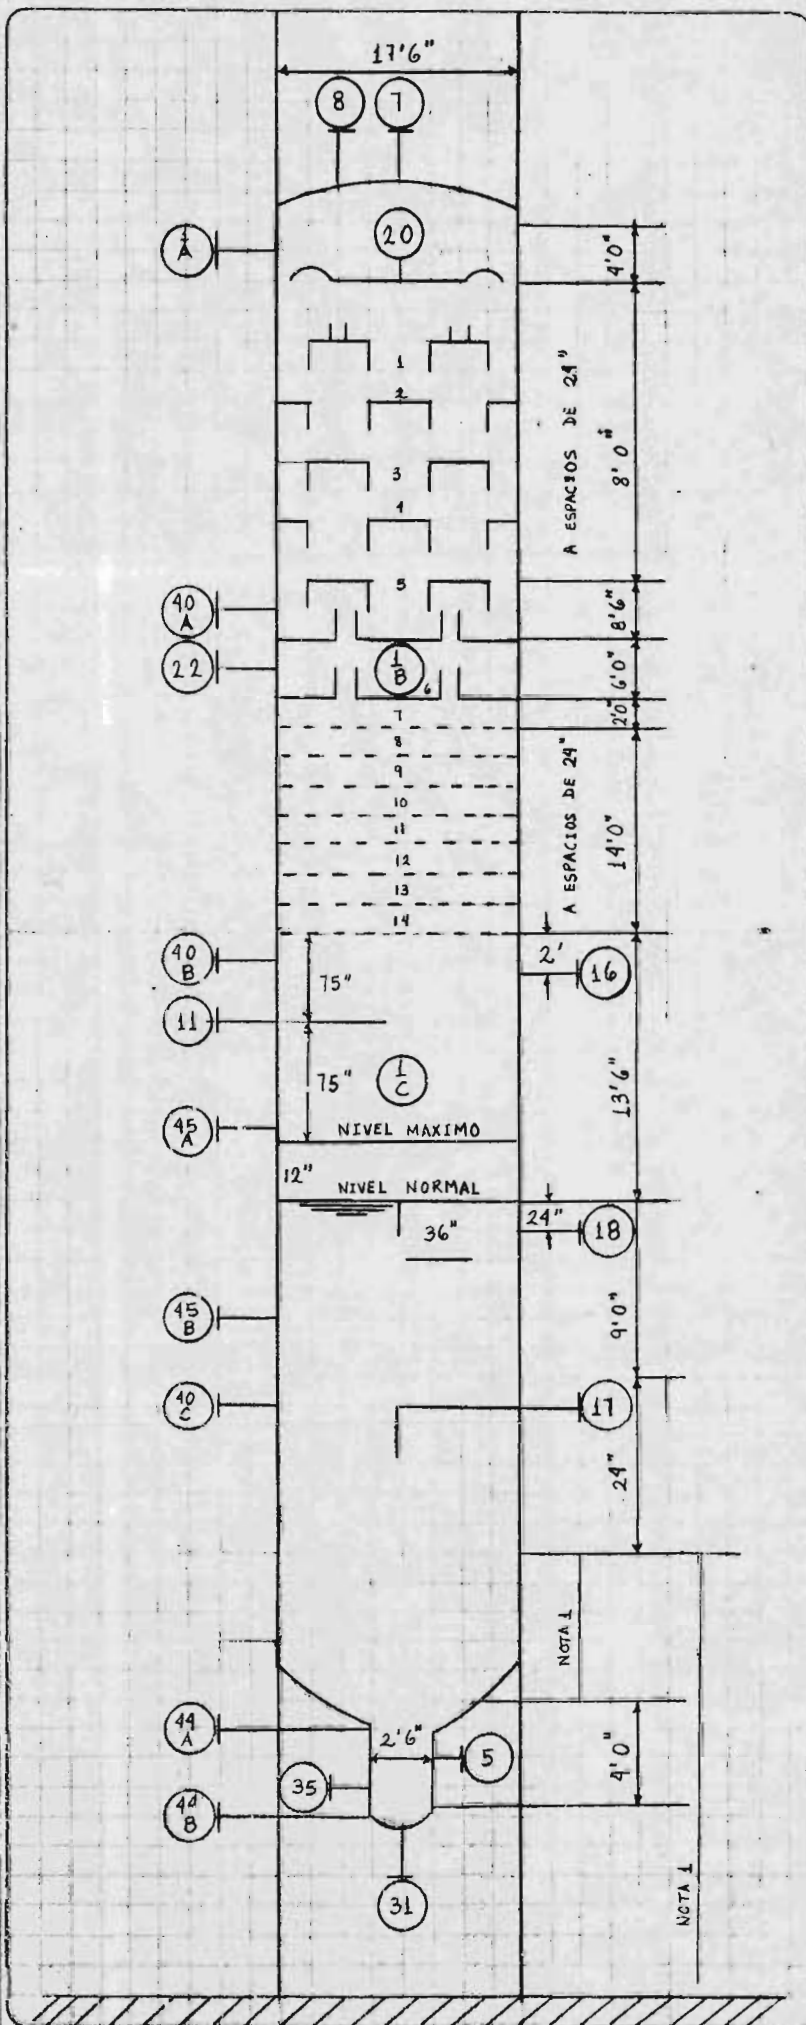 17'6"
8 7
1 A
20
4'0"
1
2
3
4
5
A ESPACIOS DE 24"
8'0"
40 A
8'6"
22
1 B
6
6'0"
7
2'0"
8
9
10
11
12
13
14
A ESPACIOS DE 24"
14'0"
40 B
75"
2'
16
11
75"
1 C
13'6"
45 A
NIVEL MAXIMO
12"
NIVEL NORMAL
36"
24"
18
45 B
9'0"
40 C
17
24"
NOTA 1
44 A
2'6"
5
35
4'0"
44 B
31
NOTA 1